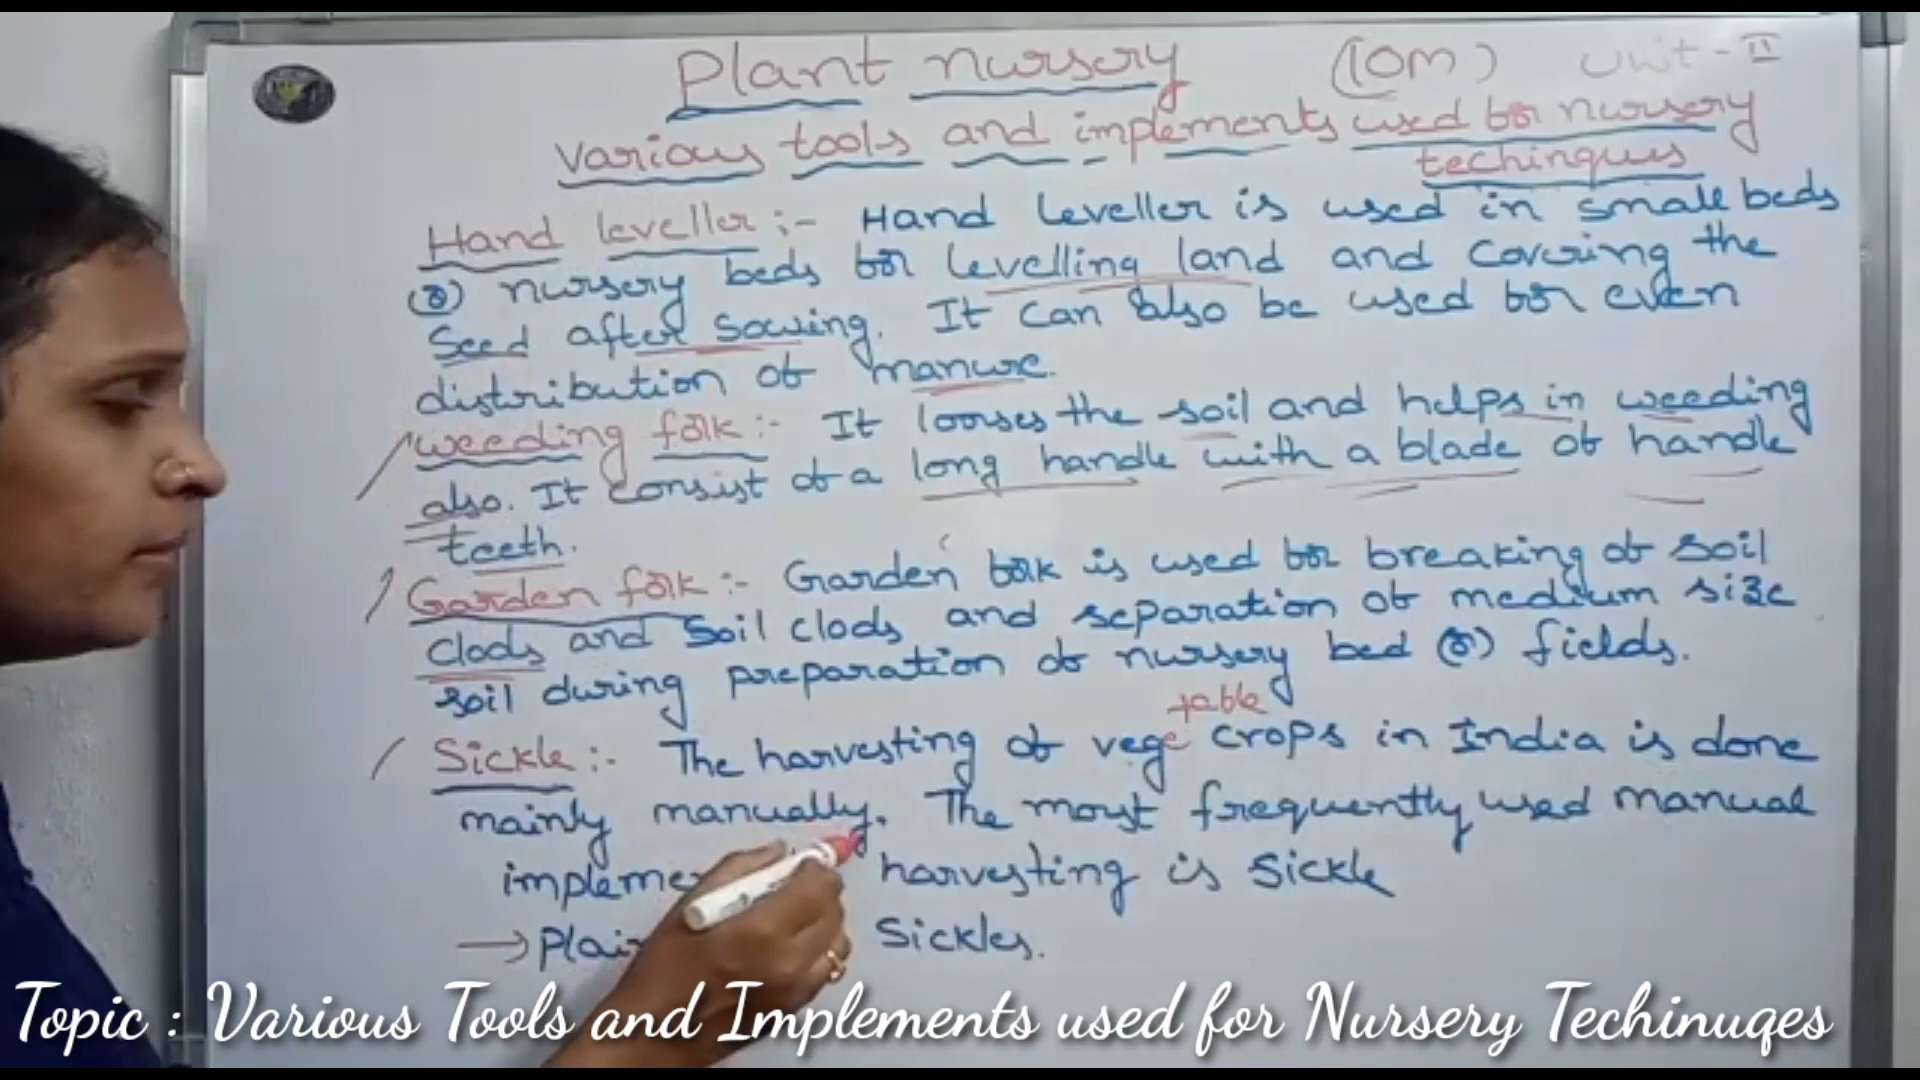 Plant nursery (10M) Unit - II
Various tools and implements used for nursery
techinques
Hand leveller :- Hand leveller is used in small beds
(or) nursery beds for levelling land and covering the
seed after sowing. It can also be used for even
distribution of manure.
weeding fork :- It looses the soil and helps in weeding
also. It consist of a long handle with a blade of handle
teeth.
Garden fork :- Garden fork is used for breaking of soil
clods and soil clods and separation of medium size
soil during preparation of nursery bed (or) fields.
table
Sickle :- The harvesting of vege crops in India is done
mainly manually. The most frequently used manual
harvesting is sickle
→ Sickles.
Topic : Various Tools and Implements used for Nursery Techinuqes